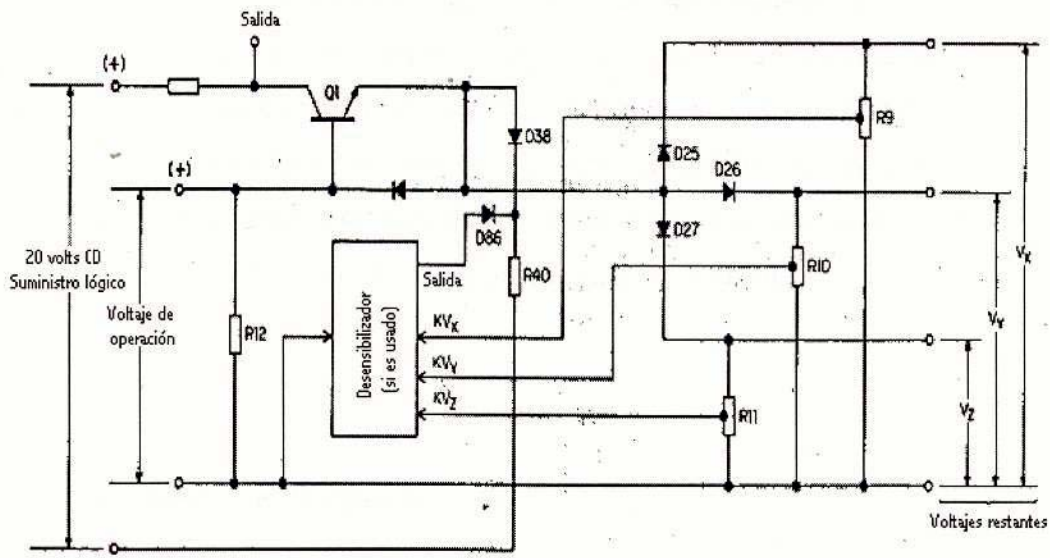 Salida
(+)
Q1
D38
R9
D25
D26
(+)
D27
D86
20 volts CD
Suministro lógico
Voltaje de
operación
R12
Desensibilizador
(si es usado)
Salida
R40
R10
KVX
KVY
KVZ
R11
VX
VY
VZ
Voltajes restantes